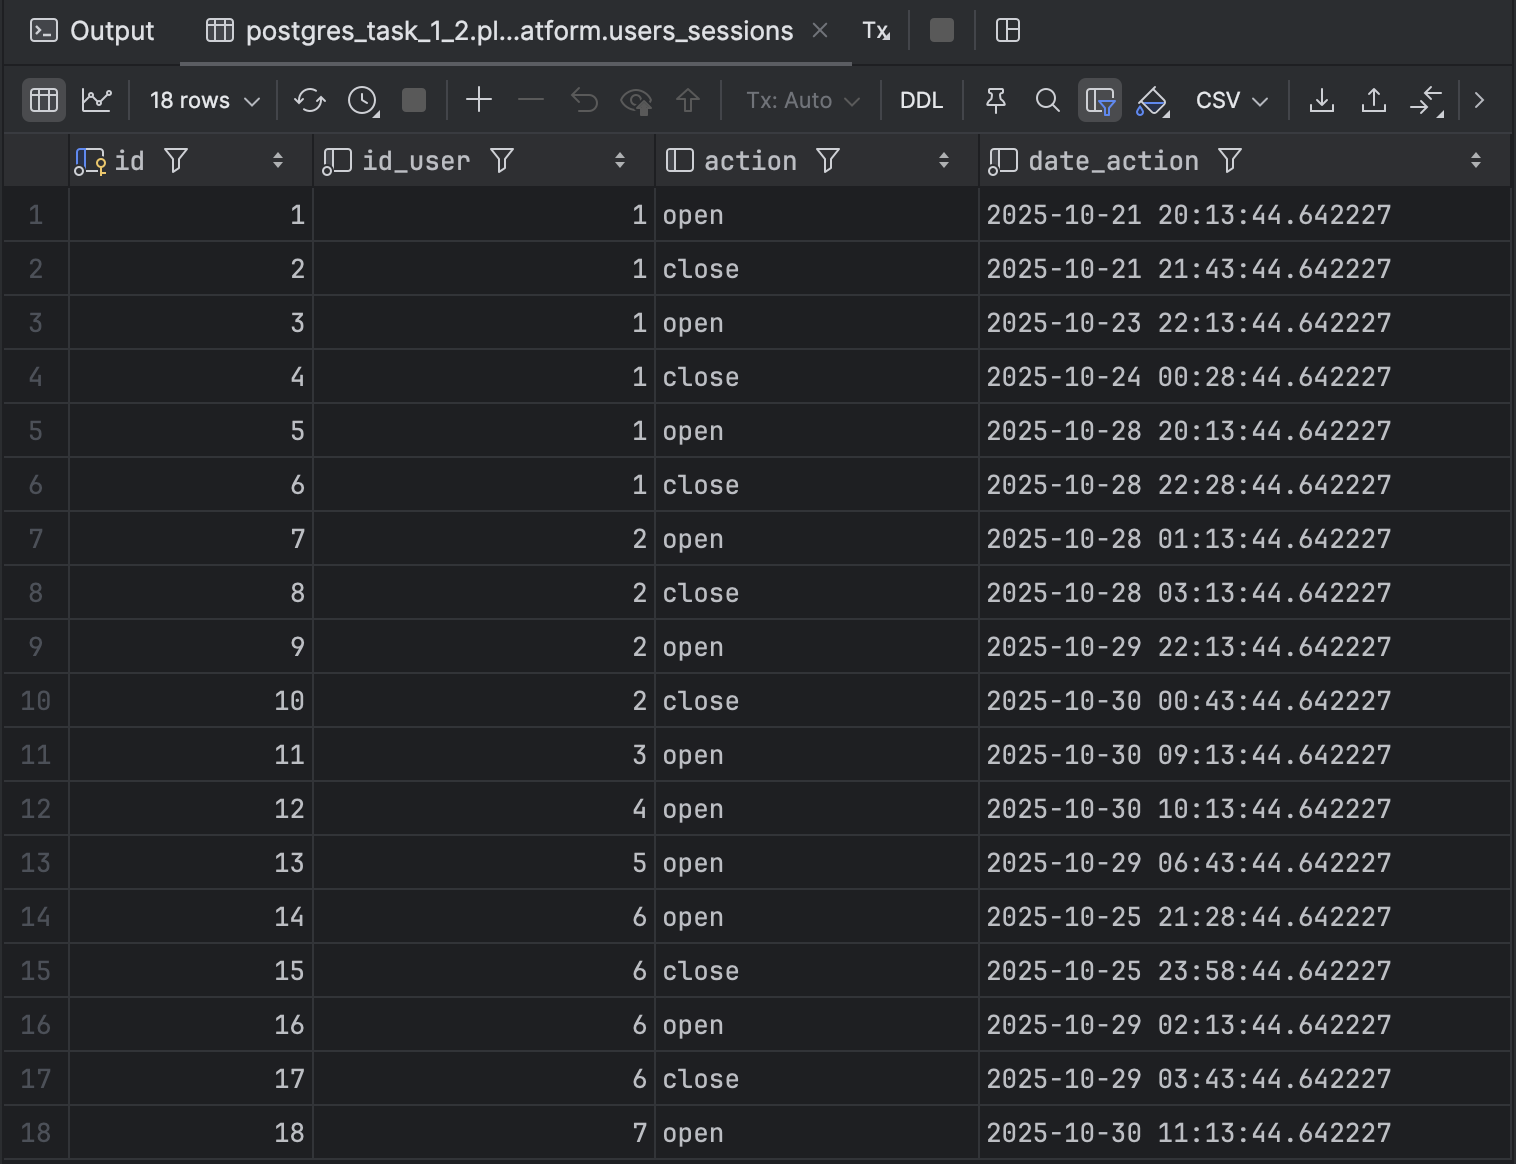 Output postgres_task_1_2.pl...atform.users_sessions Tx
18 rows Tx: Auto DDL CSV
id id_user action date_action
1 1 1 open 2025-10-21 20:13:44.642227
2 2 1 close 2025-10-21 21:43:44.642227
3 3 1 open 2025-10-23 22:13:44.642227
4 4 1 close 2025-10-24 00:28:44.642227
5 5 1 open 2025-10-28 20:13:44.642227
6 6 1 close 2025-10-28 22:28:44.642227
7 7 2 open 2025-10-28 01:13:44.642227
8 8 2 close 2025-10-28 03:13:44.642227
9 9 2 open 2025-10-29 22:13:44.642227
10 10 2 close 2025-10-30 00:43:44.642227
11 11 3 open 2025-10-30 09:13:44.642227
12 12 4 open 2025-10-30 10:13:44.642227
13 13 5 open 2025-10-29 06:43:44.642227
14 14 6 open 2025-10-25 21:28:44.642227
15 15 6 close 2025-10-25 23:58:44.642227
16 16 6 open 2025-10-29 02:13:44.642227
17 17 6 close 2025-10-29 03:43:44.642227
18 18 7 open 2025-10-30 11:13:44.642227